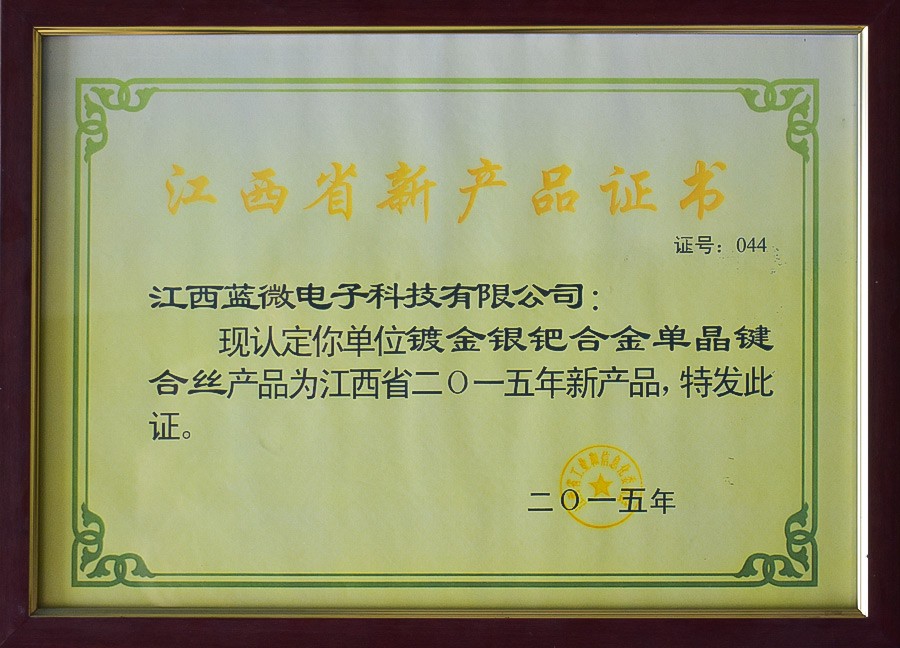 江西省新产品证书
证号：044
江西蓝微电子科技有限公司：
现认定你单位镀金银钯合金单晶键
合丝产品为江西省二〇一五年新产品，特发此
证。
二〇一五年